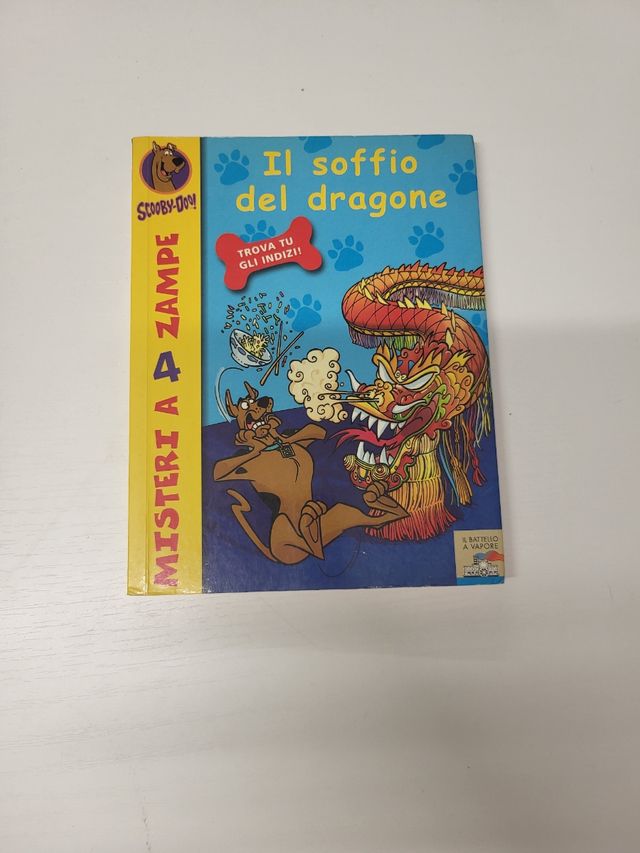 SCOOBY-DOO!
MISTERI A 4 ZAMPE
Il soffio
del dragone
TROVA TU
GLI INDIZI!
IL BATTELLO
A VAPORE